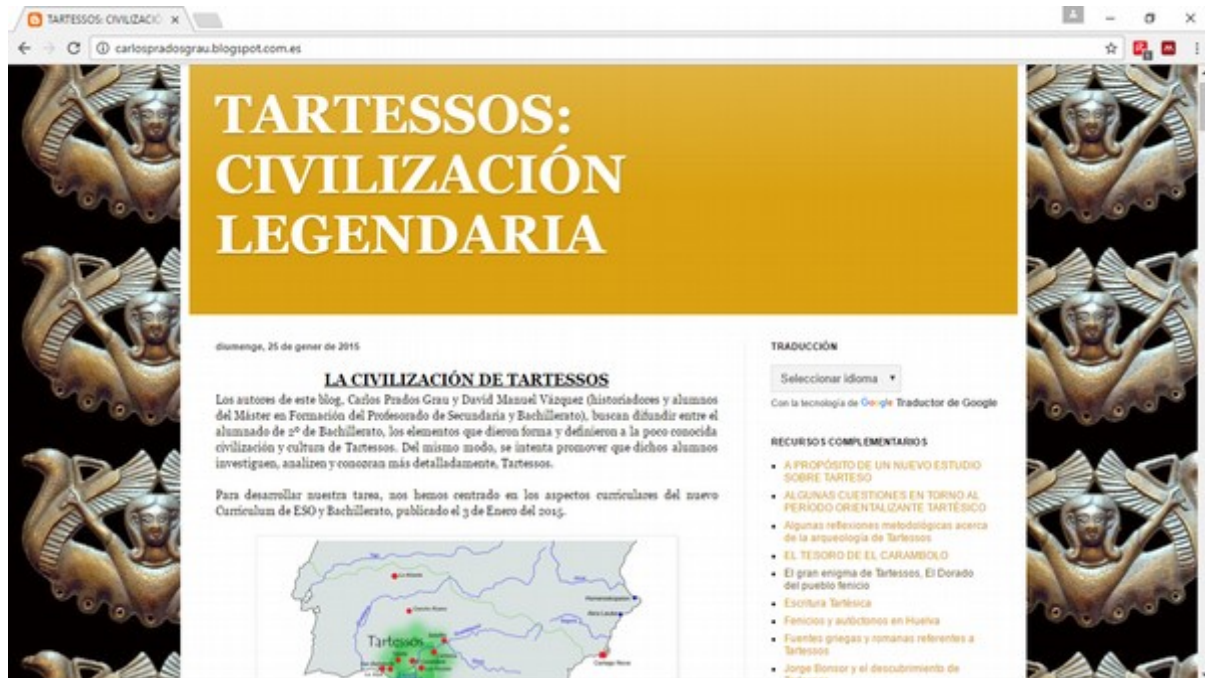 TARTESSOS: CIVILIZACIÓ
carlospradosgrau.blogspot.com.es
TARTESSOS:
CIVILIZACIÓN
LEGENDARIA
diumenge, 25 de gener de 2015
LA CIVILIZACIÓN DE TARTESSOS
Los autores de este blog, Carlos Prados Grau y David Manuel Vázquez (historiadores y alumnos
del Máster en Formación del Profesorado de Secundaria y Bachillerato), buscan difundir entre el
alumnado de 2º de Bachillerato, los elementos que dieron forma y definieron a la poco conocida
civilización y cultura de Tartessos. Del mismo modo, se intenta promover que dichos alumnos
investiguen, analizen y conozcan más detalladamente, Tartessos.
Para desarrollar nuestra tarea, nos hemos centrado en los aspectos curriculares del nuevo
Curriculum de ESO y Bachillerato, publicado el 3 de Enero del 2015.
Tartessos
Cartago Nova
TRADUCCIÓN
Seleccionar idioma
Con la tecnología de Google Traductor de Google
RECURSOS COMPLEMENTARIOS
A PROPÓSITO DE UN NUEVO ESTUDIO
SOBRE TARTESO
ALGUNAS CUESTIONES EN TORNO AL
PERÍODO ORIENTALIZANTE TARTÉSICO
Algunas reflexiones metodológicas acerca
de la arqueología de Tartessos
EL TESORO DE EL CARAMBOLO
El gran enigma de Tartessos, El Dorado
del pueblo fenicio
Escritura Tartésica
Fenicios y autóctonos en Huelva
Fuentes griegas y romanas referentes a
Tartessos
Jorge Bonsor y el descubrimiento de